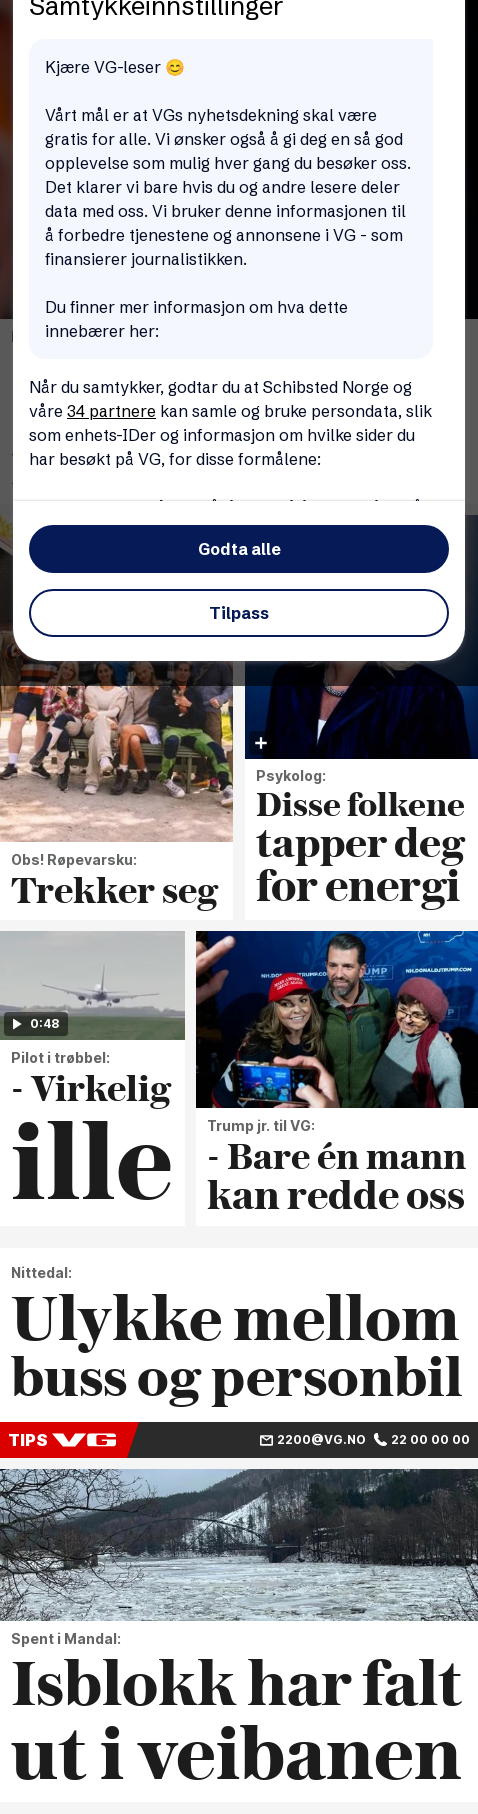 Samtykkeinnstillinger
Kjære VG-leser 😊
Vårt mål er at VGs nyhetsdekning skal være
gratis for alle. Vi ønsker også å gi deg en så god
opplevelse som mulig hver gang du besøker oss.
Det klarer vi bare hvis du og andre lesere deler
data med oss. Vi bruker denne informasjonen til
å forbedre tjenestene og annonsene i VG - som
finansierer journalistikken.
Du finner mer informasjon om hva dette
innebærer her:
Når du samtykker, godtar du at Schibsted Norge og
våre 34 partnere kan samle og bruke persondata, slik
som enhets-IDer og informasjon om hvilke sider du
har besøkt på VG, for disse formålene:
Godta alle
Tilpass
Obs! Røpevarsku:
Trekker seg
Psykolog:
Disse folkene
tapper deg
for energi
0:48
Pilot i trøbbel:
- Virkelig
ille
NH.DONALDJTRUMP.COM
Trump jr. til VG:
- Bare én mann
kan redde oss
Nittedal:
Ulykke mellom
buss og personbil
TIPS VG 2200@VG.NO 22 00 00 00
Spent i Mandal:
Isblokk har falt
ut i veibanen